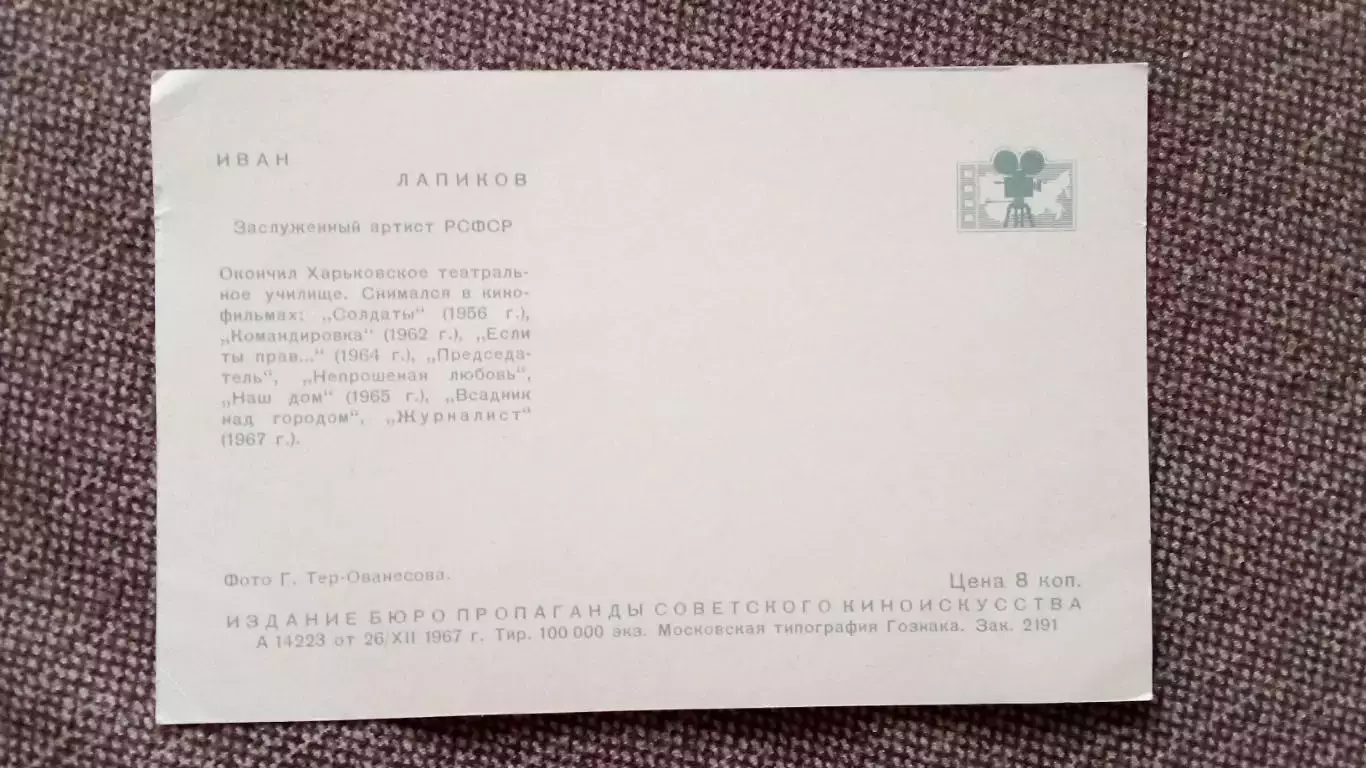 ИВАН
ЛАПИКОВ
Заслуженный артист РСФСР
Окончил Харьковское театраль-
ное училище. Снимался в кино-
фильмах: „Солдаты“ (1956 г.),
„Командировка“ (1962 г.), „Если
ты прав...“ (1964 г.), „Председа-
тель“, „Непрошеная любовь“,
„Наш дом“ (1965 г.), „Всадник
над городом“, „Журналист“
(1967 г.).
Фото Г. Тер-Ованесова.
Цена 8 коп.
ИЗДАНИЕ БЮРО ПРОПАГАНДЫ СОВЕТСКОГО КИНОИСКУССТВА
А 14223 от 26/XII 1967 г. Тир. 100 000 экз. Московская типография Гознака. Зак. 2191